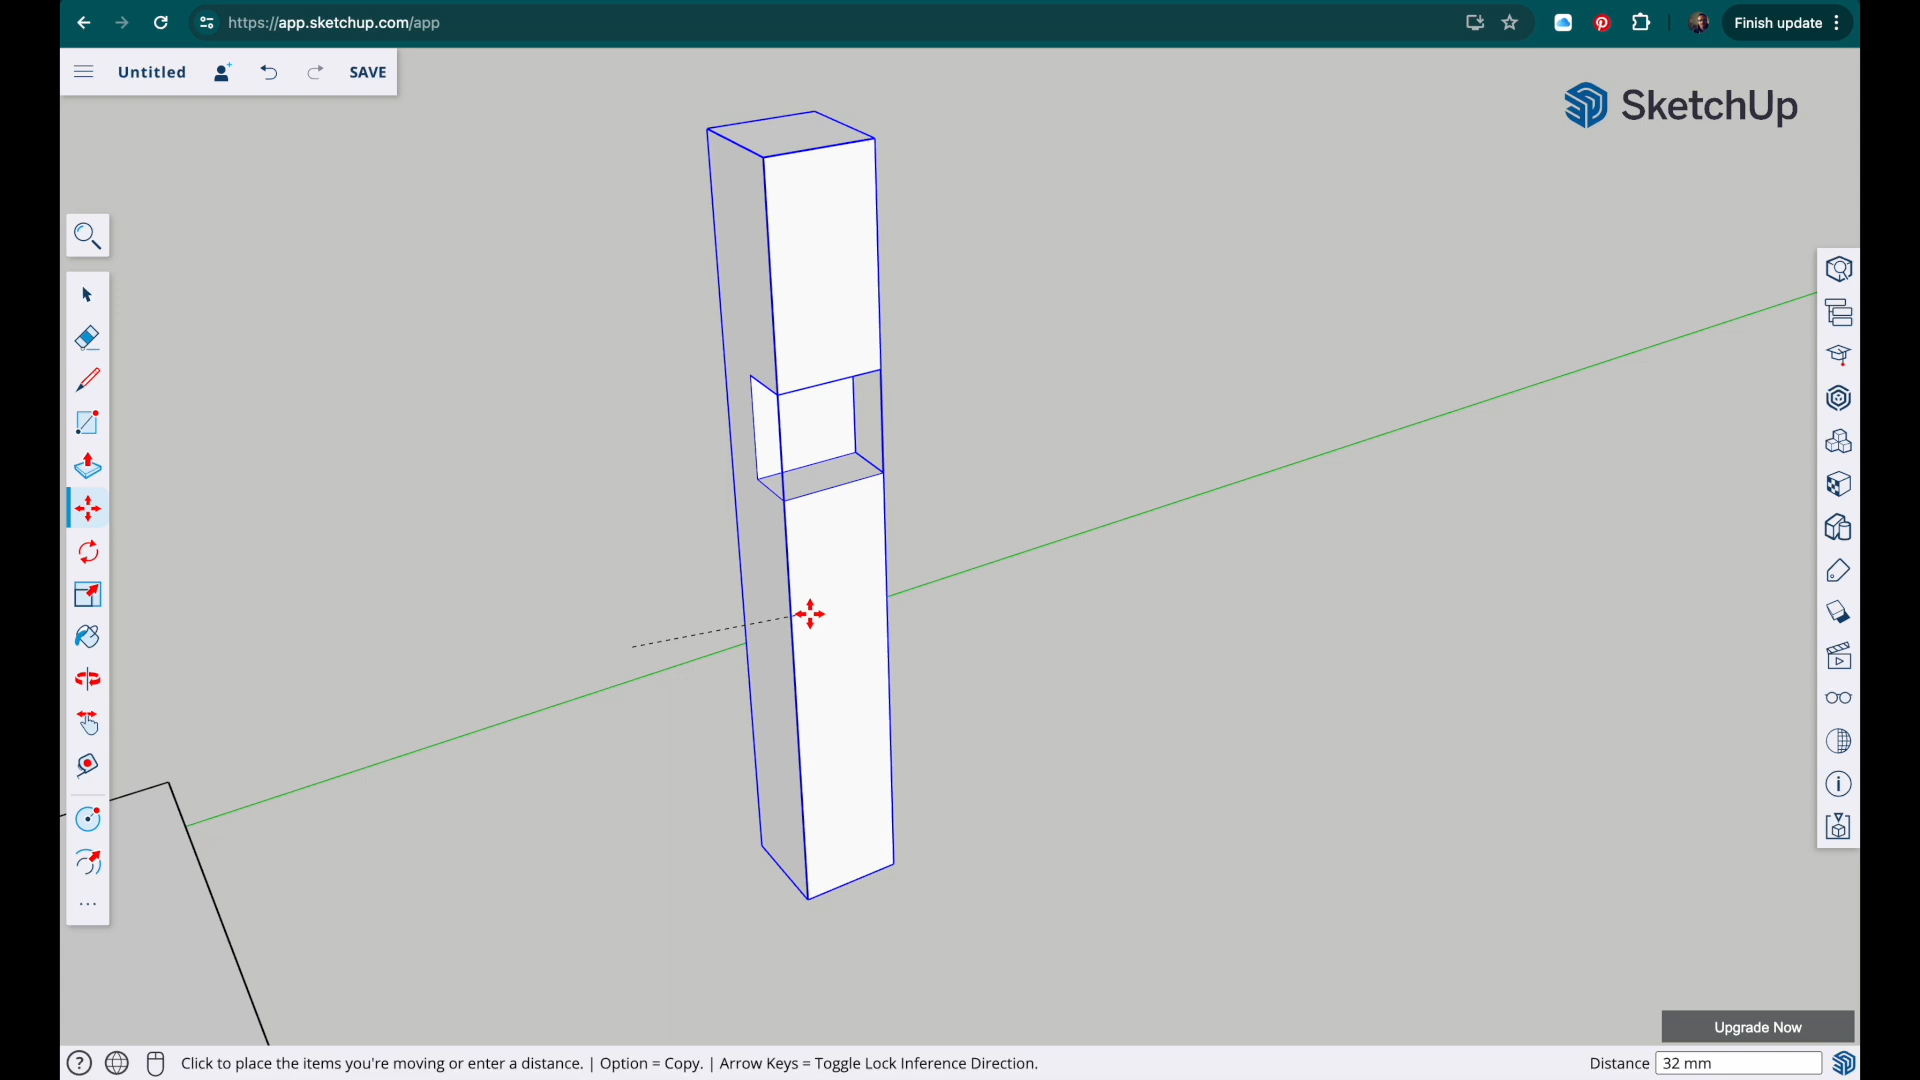 https://app.sketchup.com/app
Finish update
Untitled
SAVE
SketchUp
Upgrade Now
Click to place the items you're moving or enter a distance. | Option = Copy. | Arrow Keys = Toggle Lock Inference Direction.
Distance 32 mm